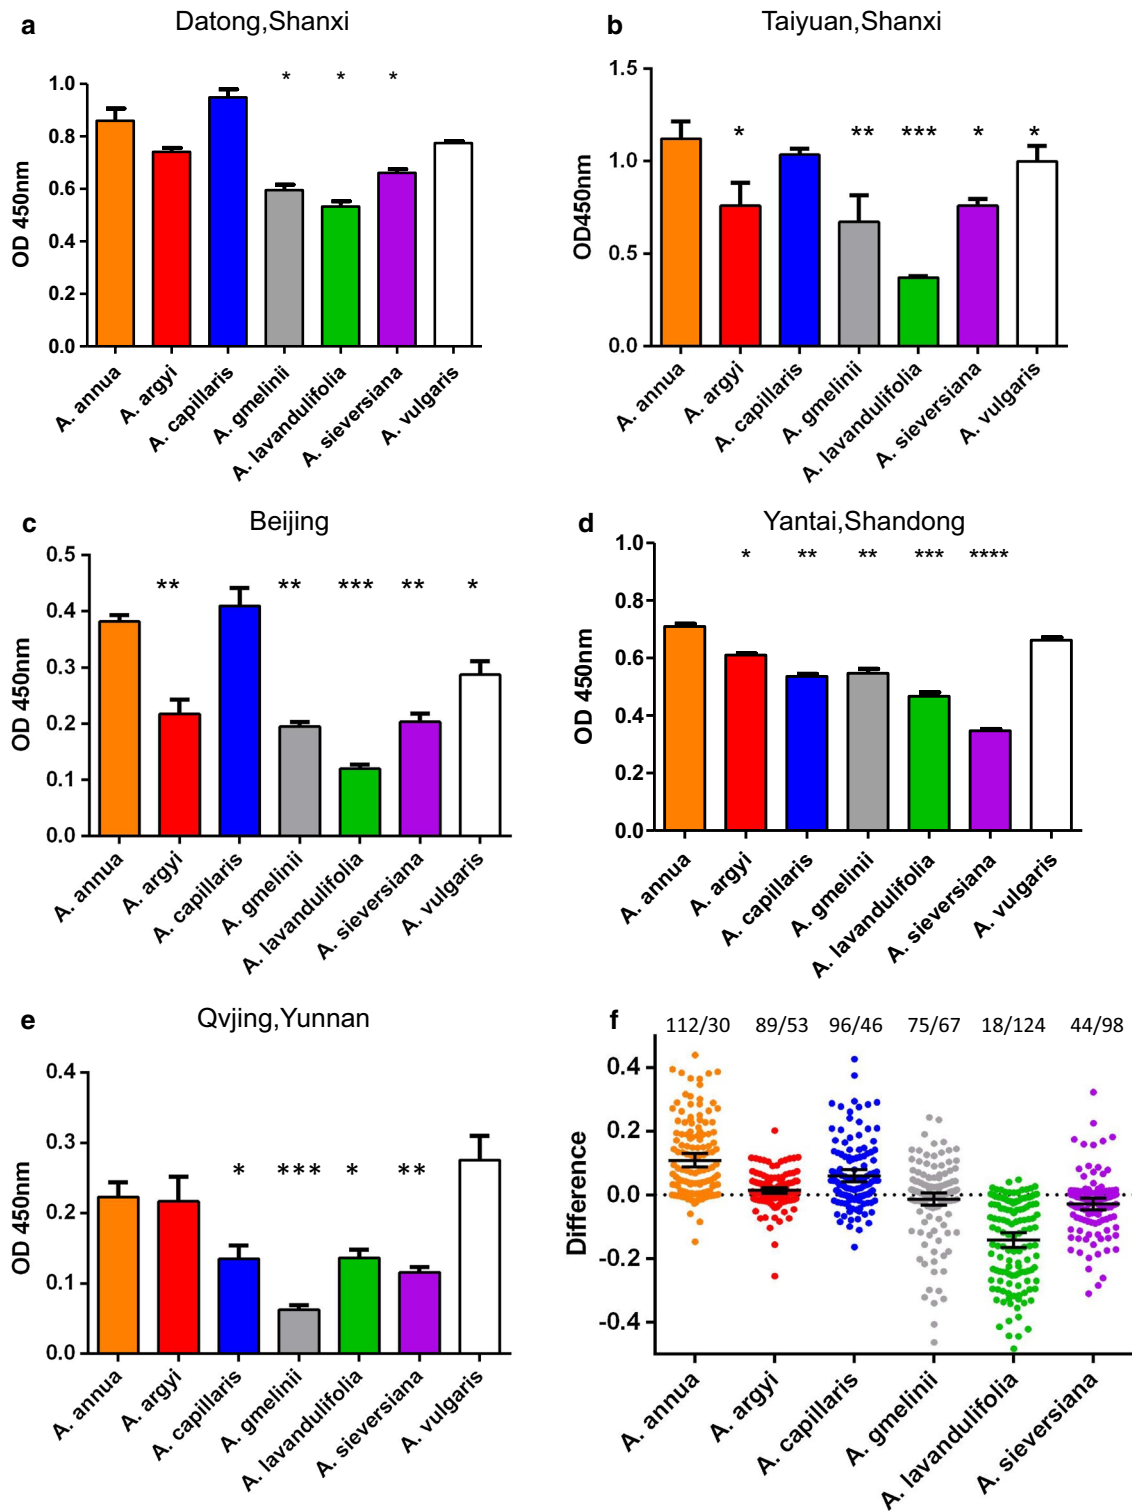 a
Datong,Shanxi
* * *
OD 450nm
1.0
0.8
0.6
0.4
0.2
0.0
A. annua
A. argyi
A. capillaris
A. gmelinii
A. lavandulifolia
A. sieversiana
A. vulgaris
b
Taiyuan,Shanxi
* ** *** * *
OD450nm
1.5
1.0
0.5
0.0
A. annua
A. argyi
A. capillaris
A. gmelinii
A. lavandulifolia
A. sieversiana
A. vulgaris
c
Beijing
** ** *** ** *
OD 450nm
0.5
0.4
0.3
0.2
0.1
0.0
A. annua
A. argyi
A. capillaris
A. gmelinii
A. lavandulifolia
A. sieversiana
A. vulgaris
d
Yantai,Shandong
* ** ** *** ****
OD 450nm
1.0
0.8
0.6
0.4
0.2
0.0
A. annua
A. argyi
A. capillaris
A. gmelinii
A. lavandulifolia
A. sieversiana
A. vulgaris
e
Qvjing,Yunnan
* *** * **
OD 450nm
0.4
0.3
0.2
0.1
0.0
A. annua
A. argyi
A. capillaris
A. gmelinii
A. lavandulifolia
A. sieversiana
A. vulgaris
f
112/30 89/53 96/46 75/67 18/124 44/98
Difference
0.4
0.2
0.0
-0.2
-0.4
A. annua
A. argyi
A. capillaris
A. gmelinii
A. lavandulifolia
A. sieversiana